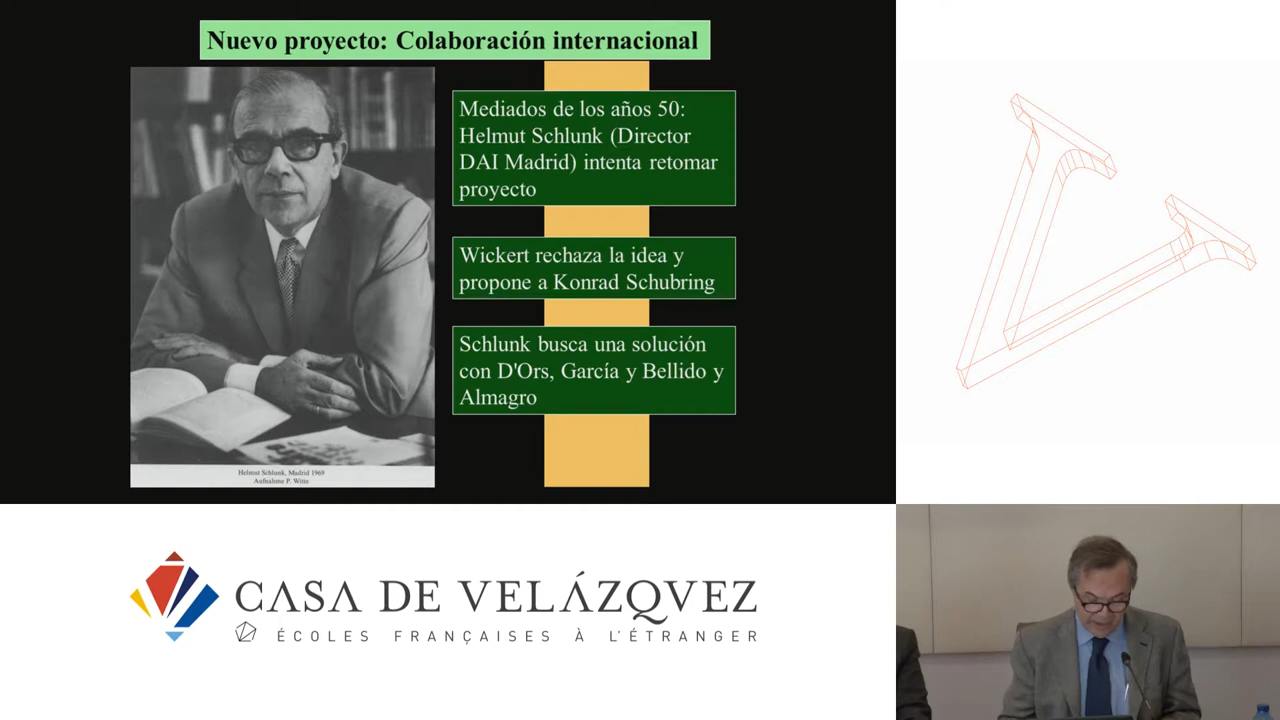 Nuevo proyecto: Colaboración internacional
Mediados de los años 50:
Helmut Schlunk (Director
DAI Madrid) intenta retomar
proyecto
Wickert rechaza la idea y
propone a Konrad Schubring
Schlunk busca una solución
con D'Ors, García y Bellido y
Almagro
Helmut Schlunk, Madrid 1969
Aufnahme P. Witte
CASA DE VELÁZQVEZ
ÉCOLES FRANÇAISES À L'ÉTRANGER